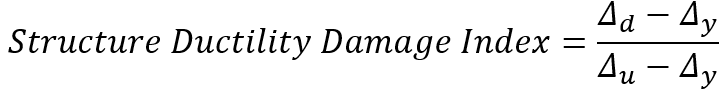 Structure Ductility Damage Index = (Δ_d − Δ_y) / (Δ_u − Δ_y)